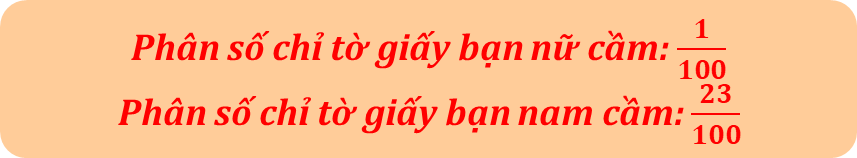 Phân số chỉ tờ giấy bạn nữ cầm: 1/100
Phân số chỉ tờ giấy bạn nam cầm: 23/100